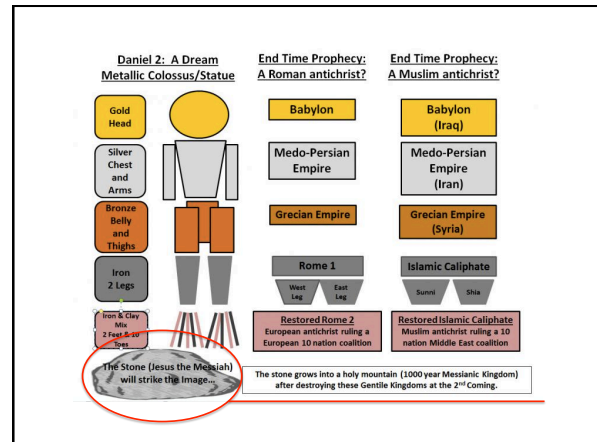 Daniel 2: A Dream
Metallic Colossus/Statue
End Time Prophecy:
A Roman antichrist?
End Time Prophecy:
A Muslim antichrist?
Gold
Head
Babylon
Babylon
(Iraq)
Silver
Chest
and
Arms
Medo-Persian
Empire
Medo-Persian
Empire
(Iran)
Bronze
Belly
and
Thighs
Grecian Empire
Grecian Empire
(Syria)
Iron
2 Legs
Rome 1
West
Leg
East
Leg
Islamic Caliphate
Sunni
Shia
Iron & Clay
Mix
2 Feet & 10
Toes
Restored Rome 2
European antichrist ruling a
European 10 nation coalition
Restored Islamic Caliphate
Muslim antichrist ruling a 10
nation Middle East coalition
The Stone (Jesus the Messiah)
will strike the Image...
The stone grows into a holy mountain (1000 year Messianic Kingdom)
after destroying these Gentile Kingdoms at the 2nd Coming.